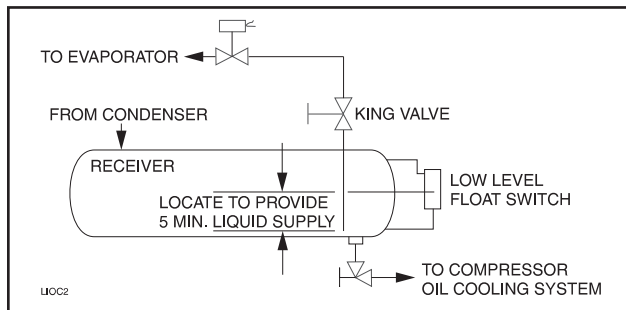 TO EVAPORATOR
FROM CONDENSER
KING VALVE
RECEIVER
LOCATE TO PROVIDE
5 MIN. LIQUID SUPPLY
LOW LEVEL
FLOAT SWITCH
TO COMPRESSOR
OIL COOLING SYSTEM
LIOC2